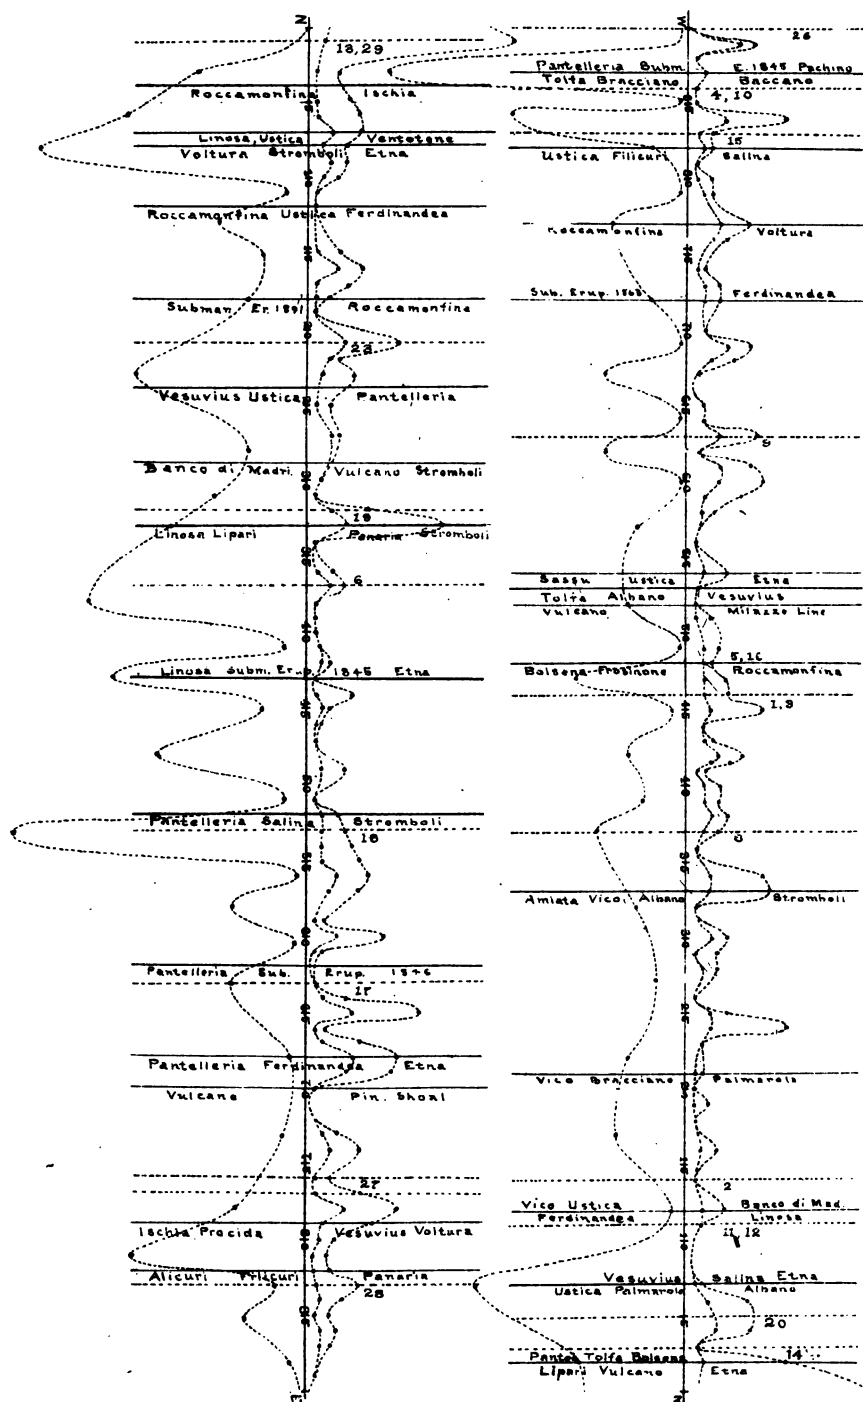 N
13, 29
Roccamonfina Ischia
Linosa, Ustica Ventotene
Voltura Stromboli Etna
Roccamonfina Ustica Ferdinandea
Submar. Er. 1891 Roccamonfina
23
Vesuvius Ustica Pantelleria
Banco di Madri. Vulcano Stromboli
19
Linosa Lipari Panaria Stromboli
6
Linosa Subm. Erup. 1845 Etna
Pantelleria Salina Stromboli
18
Pantelleria Sub. Erup. 1846
17
Pantelleria Ferdinandea Etna
Vulcano Pin. Shoal
27
Ischia Procida Vesuvius Voltura
Alicuri Filicuri Panaria
28
E
W
26
Pantelleria Subm. E. 1845 Pachino
Tolfa Bracciano Baccano
4, 10
15
Ustica Filicuri Salina
Roccamonfina Voltura
Sub. Erup. Ferdinandea
9
Sassu Ustica Etna
Tolfa Albano Vesuvius
Vulcano Milazzo Line
5, 16
Bolsena-Frosinone Roccamonfina
1, 3
8
Amiata Vico, Albano Stromboli
Vico Bracciano Palmarola
2
Vico Ustica Banco di Mad.
Ferdinandea Linosa
11, 12
Vesuvius Salina Etna
Ustica Palmarola Albano
20
Pantel Tolfa Bolsena 14
Lipari Vulcano Etna
N